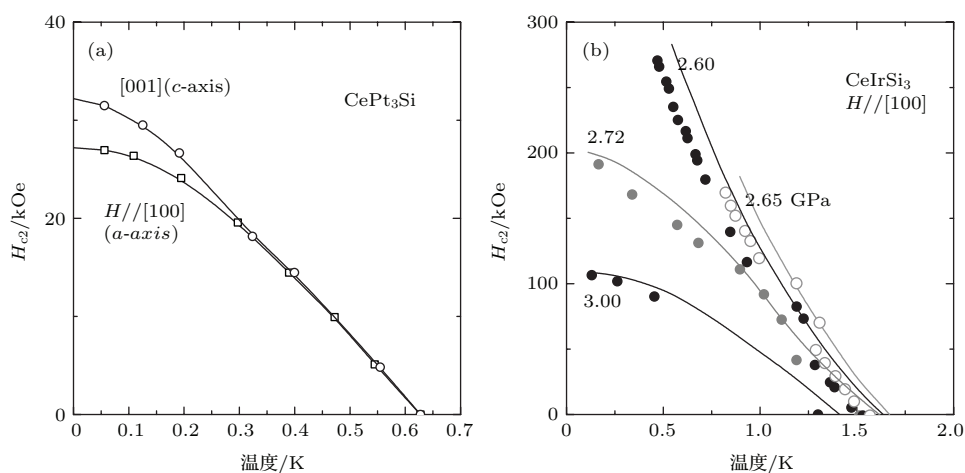 40
(a)
[001](c-axis)
CePt₃Si
H//[100]
(a-axis)
20
0
H_c2/kOe
0 0.1 0.2 0.3 0.4 0.5 0.6 0.7
温度/K
300
(b)
2.60
CeIrSi₃
H//[100]
2.72
200
2.65 GPa
100
3.00
0
H_c2/kOe
0 0.5 1.0 1.5 2.0
温度/K